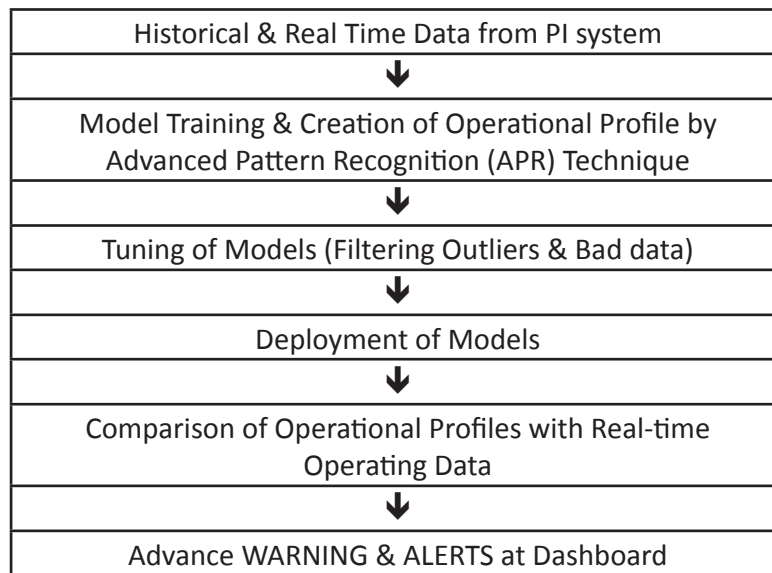 Historical & Real Time Data from PI system
Model Training & Creation of Operational Profile by
Advanced Pattern Recognition (APR) Technique
Tuning of Models (Filtering Outliers & Bad data)
Deployment of Models
Comparison of Operational Profiles with Real-time
Operating Data
Advance WARNING & ALERTS at Dashboard